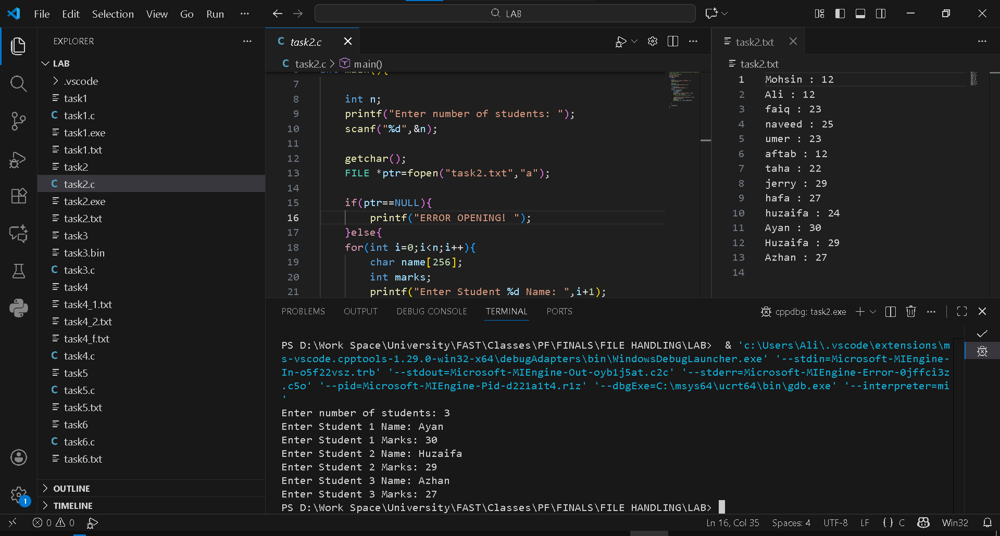 File Edit Selection View Go Run ...
LAB
EXPLORER ...
LAB
.vscode
task1
C task1.c
task1.exe
task1.txt
task2
C task2.c
task2.exe
task2.txt
task3
task3.bin
C task3.c
task4
task4_1.txt
task4_2.txt
task4_f.txt
C task4.c
task5
C task5.c
task5.txt
task6
C task6.c
task6.txt
OUTLINE
TIMELINE
1
C task2.c
C task2.c > main()
int main(){
7
8 int n;
9 printf("Enter number of students: ");
10 scanf("%d",&n);
11
12 getchar();
13 FILE *ptr=fopen("task2.txt","a");
14
15 if(ptr==NULL){
16 printf("ERROR OPENING! ");
17 }else{
18 for(int i=0;i<n;i++){
19 char name[256];
20 int marks;
21 printf("Enter Student %d Name: ",i+1);
task2.txt
task2.txt
1 Mohsin : 12
2 Ali : 12
3 faiq : 23
4 naveed : 25
5 umer : 23
6 aftab : 12
7 taha : 22
8 jerry : 29
9 hafa : 27
10 huzaifa : 24
11 Ayan : 30
12 Huzaifa : 29
13 Azhan : 27
14
PROBLEMS OUTPUT DEBUG CONSOLE TERMINAL PORTS
cppdbg: task2.exe
PS D:\Work Space\University\FAST\Classes\PF\FINALS\FILE HANDLING\LAB>  & 'c:\Users\Ali\.vscode\extensions\m
s-vscode.cpptools-1.29.0-win32-x64\debugAdapters\bin\WindowsDebugLauncher.exe' '--stdin=Microsoft-MIEngine-
In-o5f22vsz.trb' '--stdout=Microsoft-MIEngine-Out-oyb1j5at.c2c' '--stderr=Microsoft-MIEngine-Error-0jffci3z
.c5o' '--pid=Microsoft-MIEngine-Pid-d221a1t4.r1z' '--dbgExe=C:\msys64\ucrt64\bin\gdb.exe' '--interpreter=mi
'
Enter number of students: 3
Enter Student 1 Name: Ayan
Enter Student 1 Marks: 30
Enter Student 2 Name: Huzaifa
Enter Student 2 Marks: 29
Enter Student 3 Name: Azhan
Enter Student 3 Marks: 27
PS D:\Work Space\University\FAST\Classes\PF\FINALS\FILE HANDLING\LAB>
0 0
Ln 16, Col 35 Spaces: 4 UTF-8 LF {} C Win32